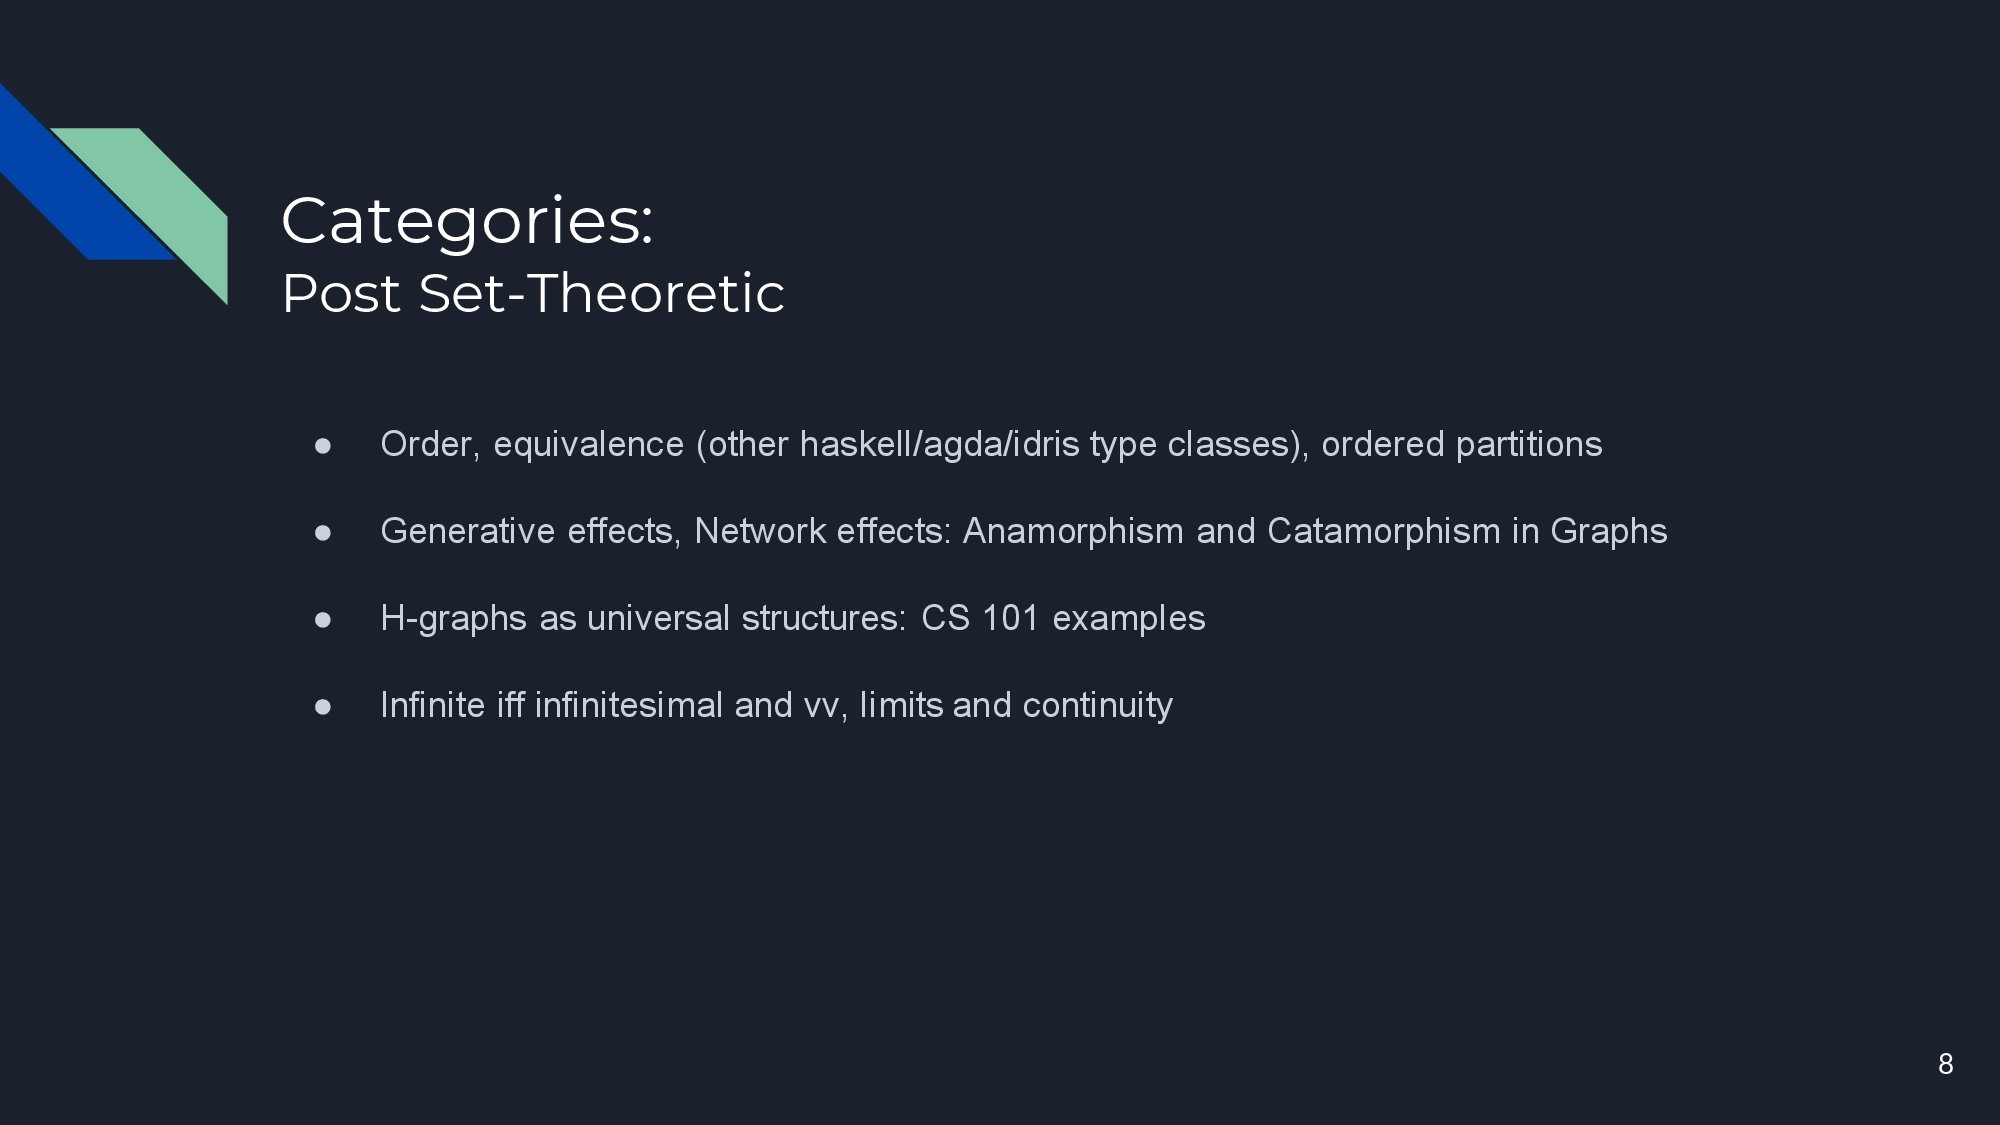 Categories:
Post Set-Theoretic
● Order, equivalence (other haskell/agda/idris type classes), ordered partitions
● Generative effects, Network effects: Anamorphism and Catamorphism in Graphs
● H-graphs as universal structures: CS 101 examples
● Infinite iff infinitesimal and vv, limits and continuity
8